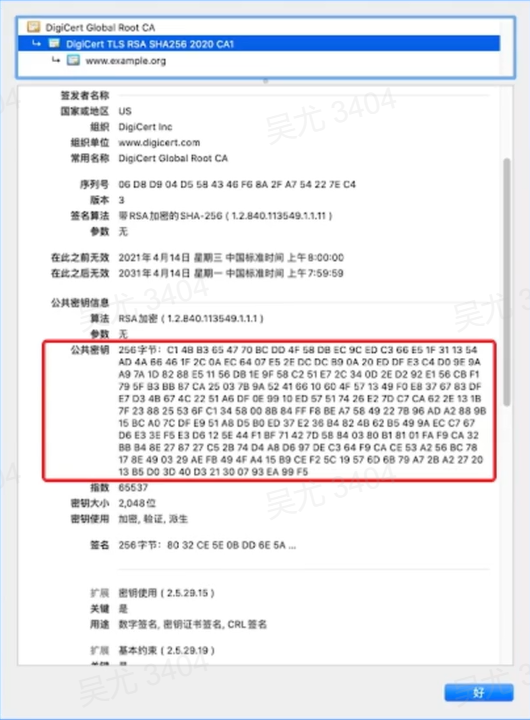 DigiCert Global Root CA
DigiCert TLS RSA SHA256 2020 CA1
www.example.org
签发者名称
国家或地区 US
组织 DigiCert Inc
组织单位 www.digicert.com
常用名称 DigiCert Global Root CA
序列号 06 D8 D9 04 D5 58 43 46 F6 8A 2F A7 54 22 7E C4
版本 3
签名算法 带RSA加密的SHA-256 ( 1.2.840.113549.1.1.11 )
参数 无
在此之前无效 2021年4月14日 星期三 中国标准时间 上午8:00:00
在此之后无效 2031年4月14日 星期一 中国标准时间 上午7:59:59
公共密钥信息
算法 RSA加密 ( 1.2.840.113549.1.1.1 )
参数 无
公共密钥 256字节： C1 4B B3 65 47 70 BC DD 4F 58 DB EC 9C ED C3 66 E5 1F 31 13 54
AD 4A 66 46 1F 2C 0A EC 64 07 E5 2E DC DC B9 0A 20 ED DF E3 C4 D0 9E 9A
A9 7A 1D 82 88 E5 11 56 DB 1E 9F 58 C2 51 E7 2C 34 0D 2E D2 92 E1 56 CB F1
79 5F B3 BB 87 CA 25 03 7B 9A 52 41 66 10 60 4F 57 13 49 F0 E8 37 67 83 DF
E7 D3 4B 67 4C 22 51 A6 DF 0E 99 10 ED 57 51 74 26 E2 7D C7 CA 62 2E 13 1B
7F 23 88 25 53 6F C1 34 58 00 8B 84 FF F8 BE A7 58 49 22 7B 96 AD A2 88 9B
15 BC A0 7C DF E9 51 A8 D5 B0 ED 37 E2 36 B4 82 4B 62 B5 49 9A EC C7 67
D6 E3 3E F5 E3 D6 12 5E 44 F1 BF 71 42 7D 58 84 03 80 B1 81 01 FA F9 CA 32
BB B4 8E 27 87 27 C5 2B 74 D4 A8 D6 97 DE C3 64 F9 CA CE 53 A2 56 BC 78
17 8E 49 03 29 AE FB 49 4F A4 15 B9 CE F2 5C 19 57 6D 6B 79 A7 2B A2 27 20
13 B5 D0 3D 40 D3 21 30 07 93 EA 99 F5
指数 65537
密钥大小 2,048位
密钥使用 加密, 验证, 派生
签名 256字节： 80 32 CE 5E 0B DD 6E 5A ...
扩展 密钥使用 ( 2.5.29.15 )
关键 是
用途 数字签名, 密钥证书签名, CRL签名
扩展 基本约束 ( 2.5.29.19 )
关键 是
好
吴尤 3404